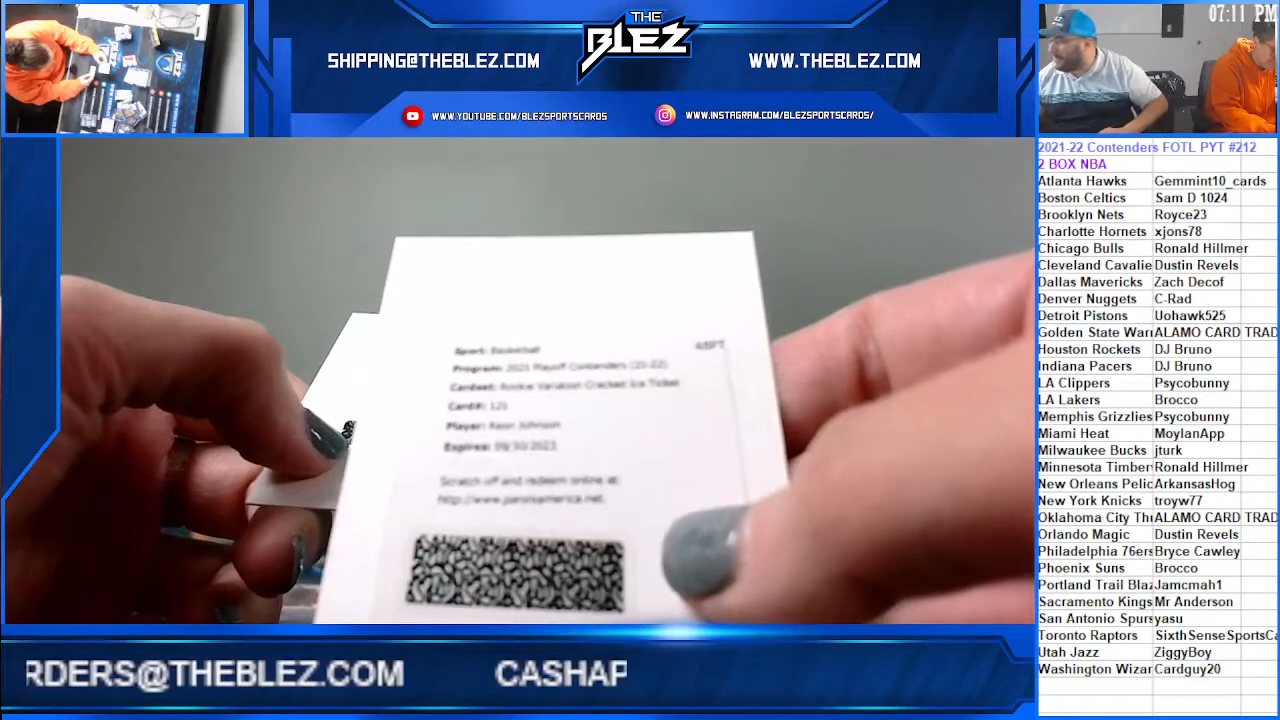 THE
BLEZ
SHIPPING@THEBLEZ.COM
WWW.THEBLEZ.COM
WWW.YOUTUBE.COM/BLEZSPORTSCARDS
WWW.INSTAGRAM.COM/BLEZSPORTSCARDS/
07:11 PM
2021-22 Contenders FOTL PYT #212
2 BOX NBA
Atlanta Hawks Gemmint10_cards
Boston Celtics Sam D 1024
Brooklyn Nets Royce23
Charlotte Hornets xjons78
Chicago Bulls Ronald Hillmer
Cleveland Cavalie Dustin Revels
Dallas Mavericks Zach Decof
Denver Nuggets C-Rad
Detroit Pistons Uohawk525
Golden State Warr ALAMO CARD TRAD
Houston Rockets DJ Bruno
Indiana Pacers DJ Bruno
LA Clippers Psycobunny
LA Lakers Brocco
Memphis Grizzlies Psycobunny
Miami Heat MoylanApp
Milwaukee Bucks jturk
Minnesota Timber Ronald Hillmer
New Orleans Pelic ArkansasHog
New York Knicks troyw77
Oklahoma City Thu ALAMO CARD TRAD
Orlando Magic Dustin Revels
Philadelphia 76ers Bryce Cawley
Phoenix Suns Brocco
Portland Trail Blaz Jamcmah1
Sacramento Kings Mr Anderson
San Antonio Spurs yasu
Toronto Raptors SixthSenseSportsCa
Utah Jazz ZiggyBoy
Washington Wizar Cardguy20
Sport: Basketball
Program: 2021 Playoff Contenders (21-22)
Cardset: Rookie Variation Cracked Ice Ticket
Card#: 121
Player: Keon Johnson
Expires: 09/30/2023
Scratch off and redeem online at
http://www.paniniamerica.net
RDERS@THEBLEZ.COM
CASHAP